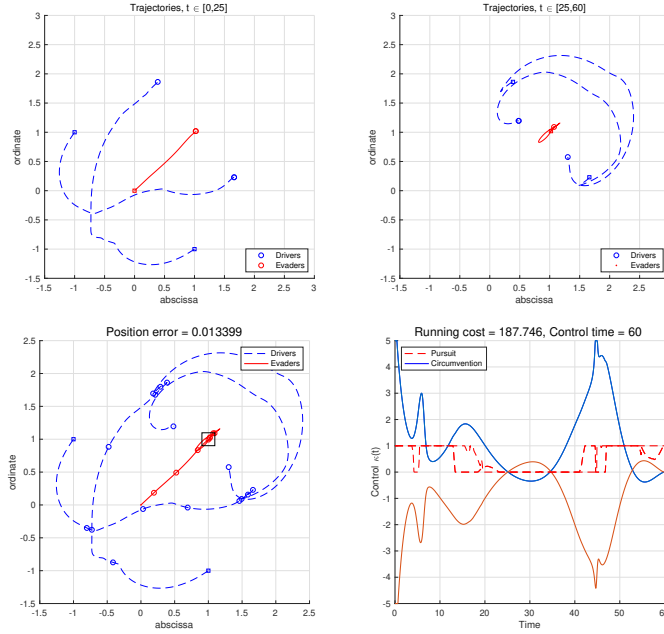 Trajectories, t ∈ [0,25]
3
2.5
2
1.5
1
0.5
0
-0.5
-1
-1.5
ordinate
-1.5 -1 -0.5 0 0.5 1 1.5 2 2.5 3
abscissa
Drivers
Evaders
Trajectories, t ∈ [25,60]
3
2.5
2
1.5
1
0.5
0
-0.5
-1
-1.5
ordinate
-1.5 -1 -0.5 0 0.5 1 1.5 2 2.5
abscissa
Drivers
Evaders
Position error = 0.013399
2.5
2
1.5
1
0.5
0
-0.5
-1
-1.5
ordinate
-2 -1.5 -1 -0.5 0 0.5 1 1.5 2 2.5
abscissa
Drivers
Evaders
Running cost = 187.746, Control time = 60
5
4
3
2
1
0
-1
-2
-3
-4
-5
Control κ(t)
0 10 20 30 40 50 60
Time
Pursuit
Circumvention